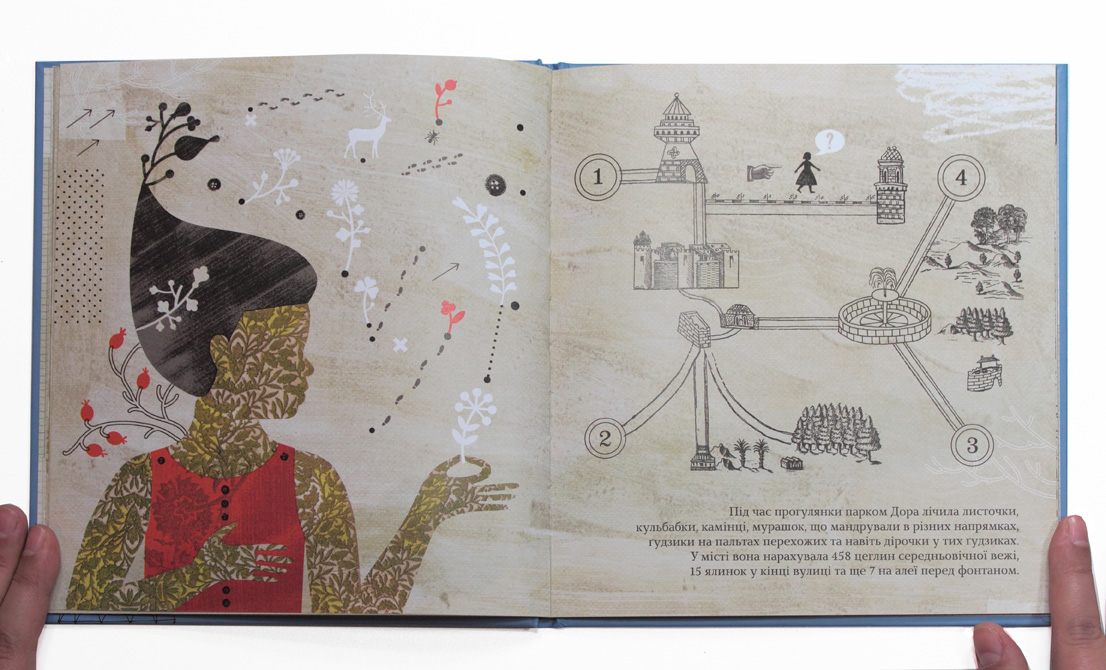 ?
1
4
2
3
Під час прогулянки парком Дора лічила листочки,
кульбабки, камінці, мурашок, що мандрували в різних напрямках,
ґудзики на пальтах перехожих та навіть дірочки у тих ґудзиках.
У місті вона нарахувала 458 цеглин середньовічної вежі,
15 ялинок у кінці вулиці та ще 7 на алеї перед фонтаном.